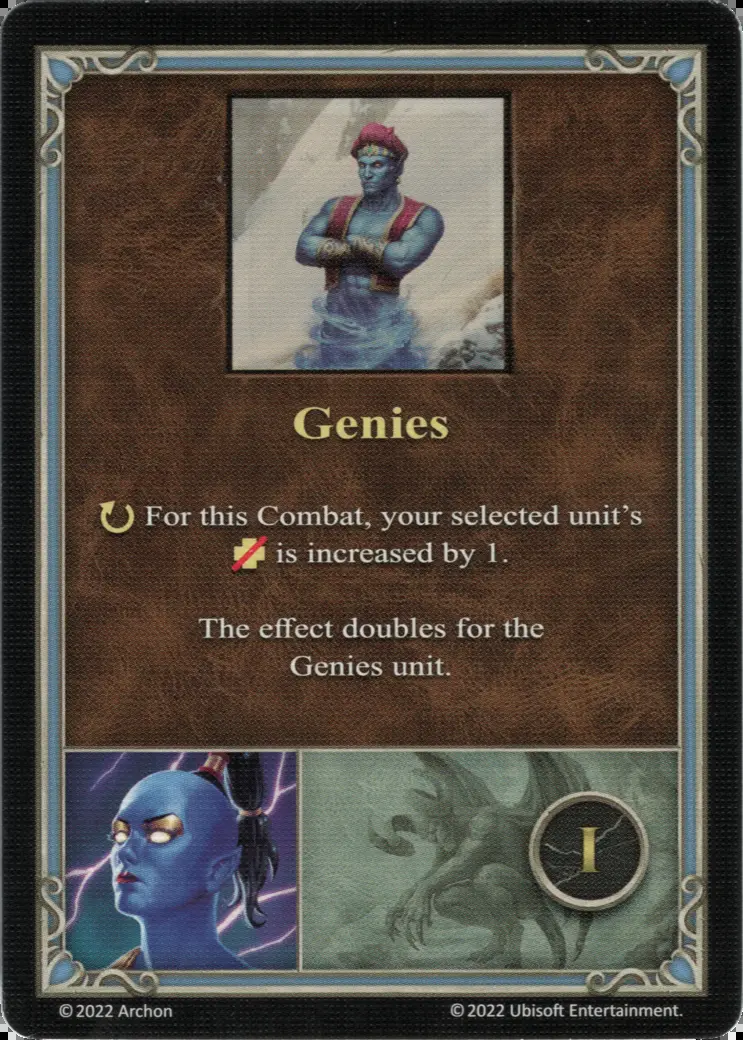 Genies
For this Combat, your selected unit's
is increased by 1.
The effect doubles for the
Genies unit.
I
© 2022 Archon
© 2022 Ubisoft Entertainment.